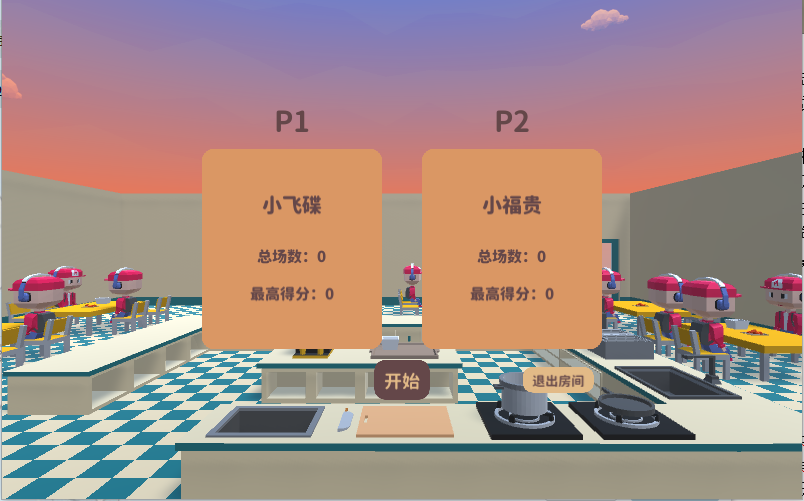 P1
P2
小飞碟
小福贵
总场数：0
总场数：0
最高得分：0
最高得分：0
开始
退出房间